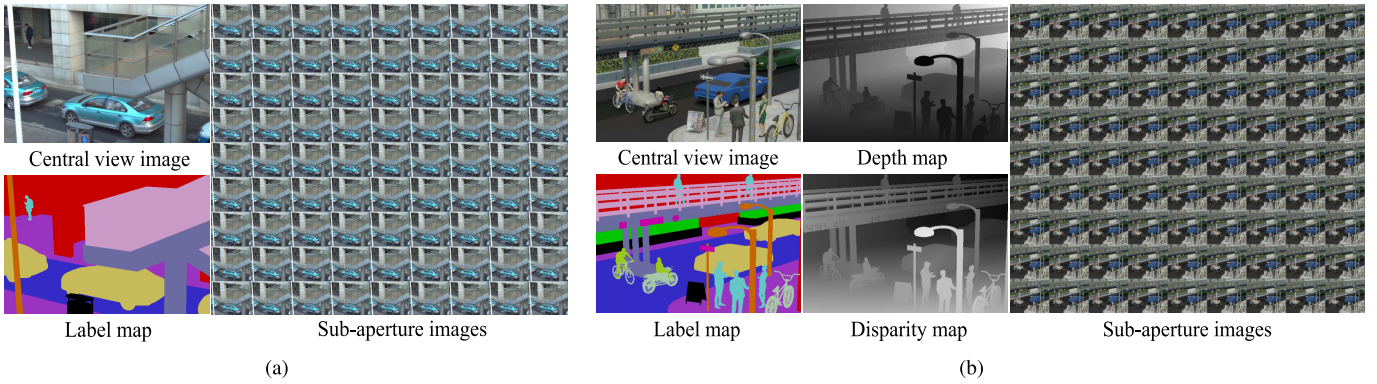 Central view image
Label map
Sub-aperture images
(a)
Central view image
Depth map
Label map
Disparity map
Sub-aperture images
(b)